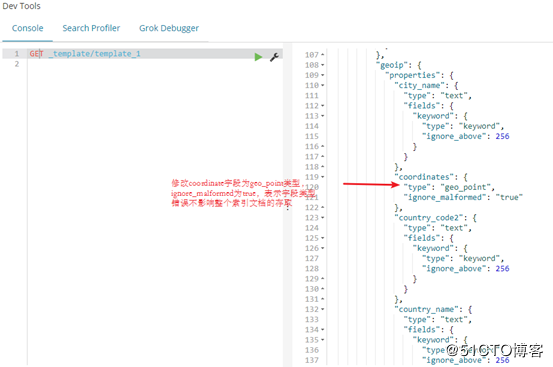 Dev Tools
Console Search Profiler Grok Debugger
1 GET _template/template_1
2
修改coordinate字段为geo_point类型,
ignore_malformed为true，表示字段类型
错误不影响整个索引文档的存取
107 },
108 "geoip": {
109 "properties": {
110 "city_name": {
111 "type": "text",
112 "fields": {
113 "keyword": {
114 "type": "keyword",
115 "ignore_above": 256
116 }
117 }
118 },
119 "coordinates": {
120 "type": "geo_point",
121 "ignore_malformed": "true"
122 },
123 "country_code2": {
124 "type": "text",
125 "fields": {
126 "keyword": {
127 "type": "keyword",
128 "ignore_above": 256
129 }
130 }
131 },
132 "country_name": {
133 "type": "text",
134 "fields": {
135 "keyword": {
136 "type": "keyword",
137 "ignore_above": 256
@51CTO博客